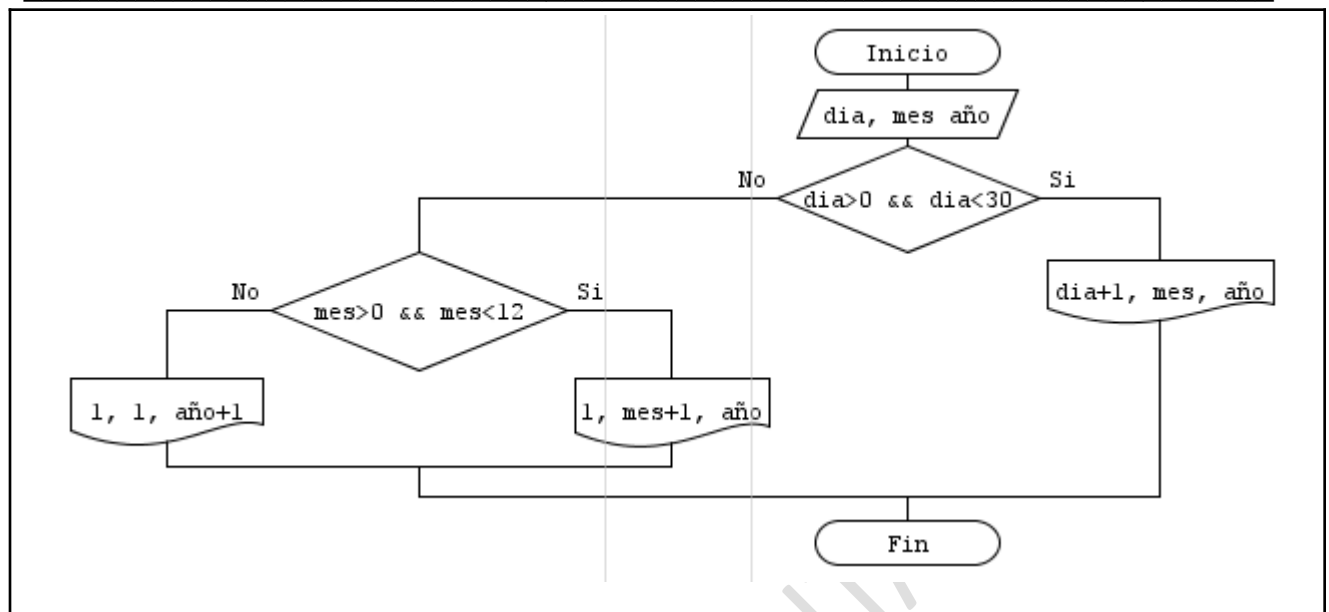 Inicio
dia, mes año
No
dia>0 && dia<30
Si
dia+1, mes, año
No
mes>0 && mes<12
Si
1, 1, año+1
1, mes+1, año
Fin